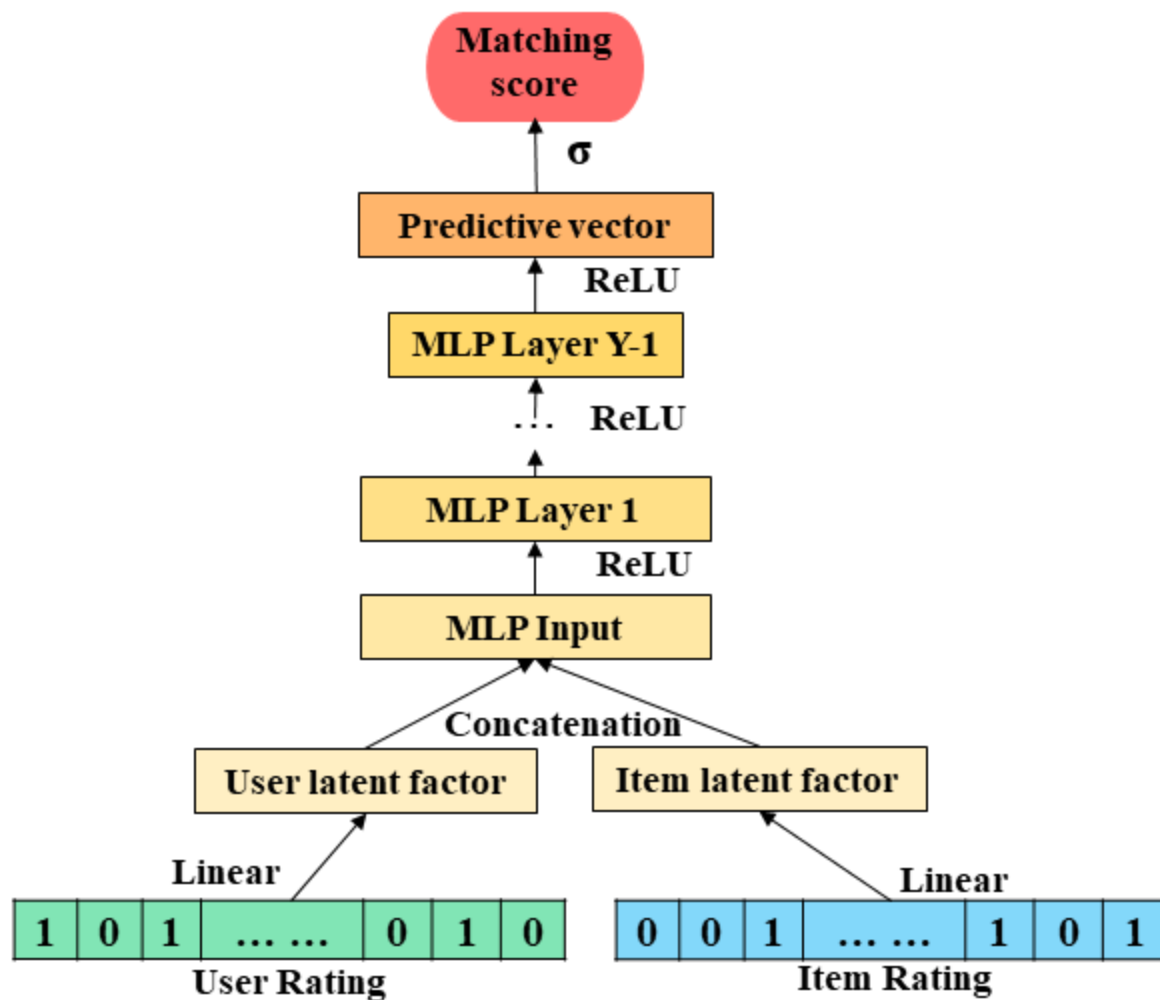 Matching
score
σ
Predictive vector
ReLU
MLP Layer Y-1
... ReLU
MLP Layer 1
ReLU
MLP Input
Concatenation
User latent factor
Item latent factor
Linear
Linear
1 0 1 ... ... 0 1 0
0 0 1 ... ... 1 0 1
User Rating
Item Rating